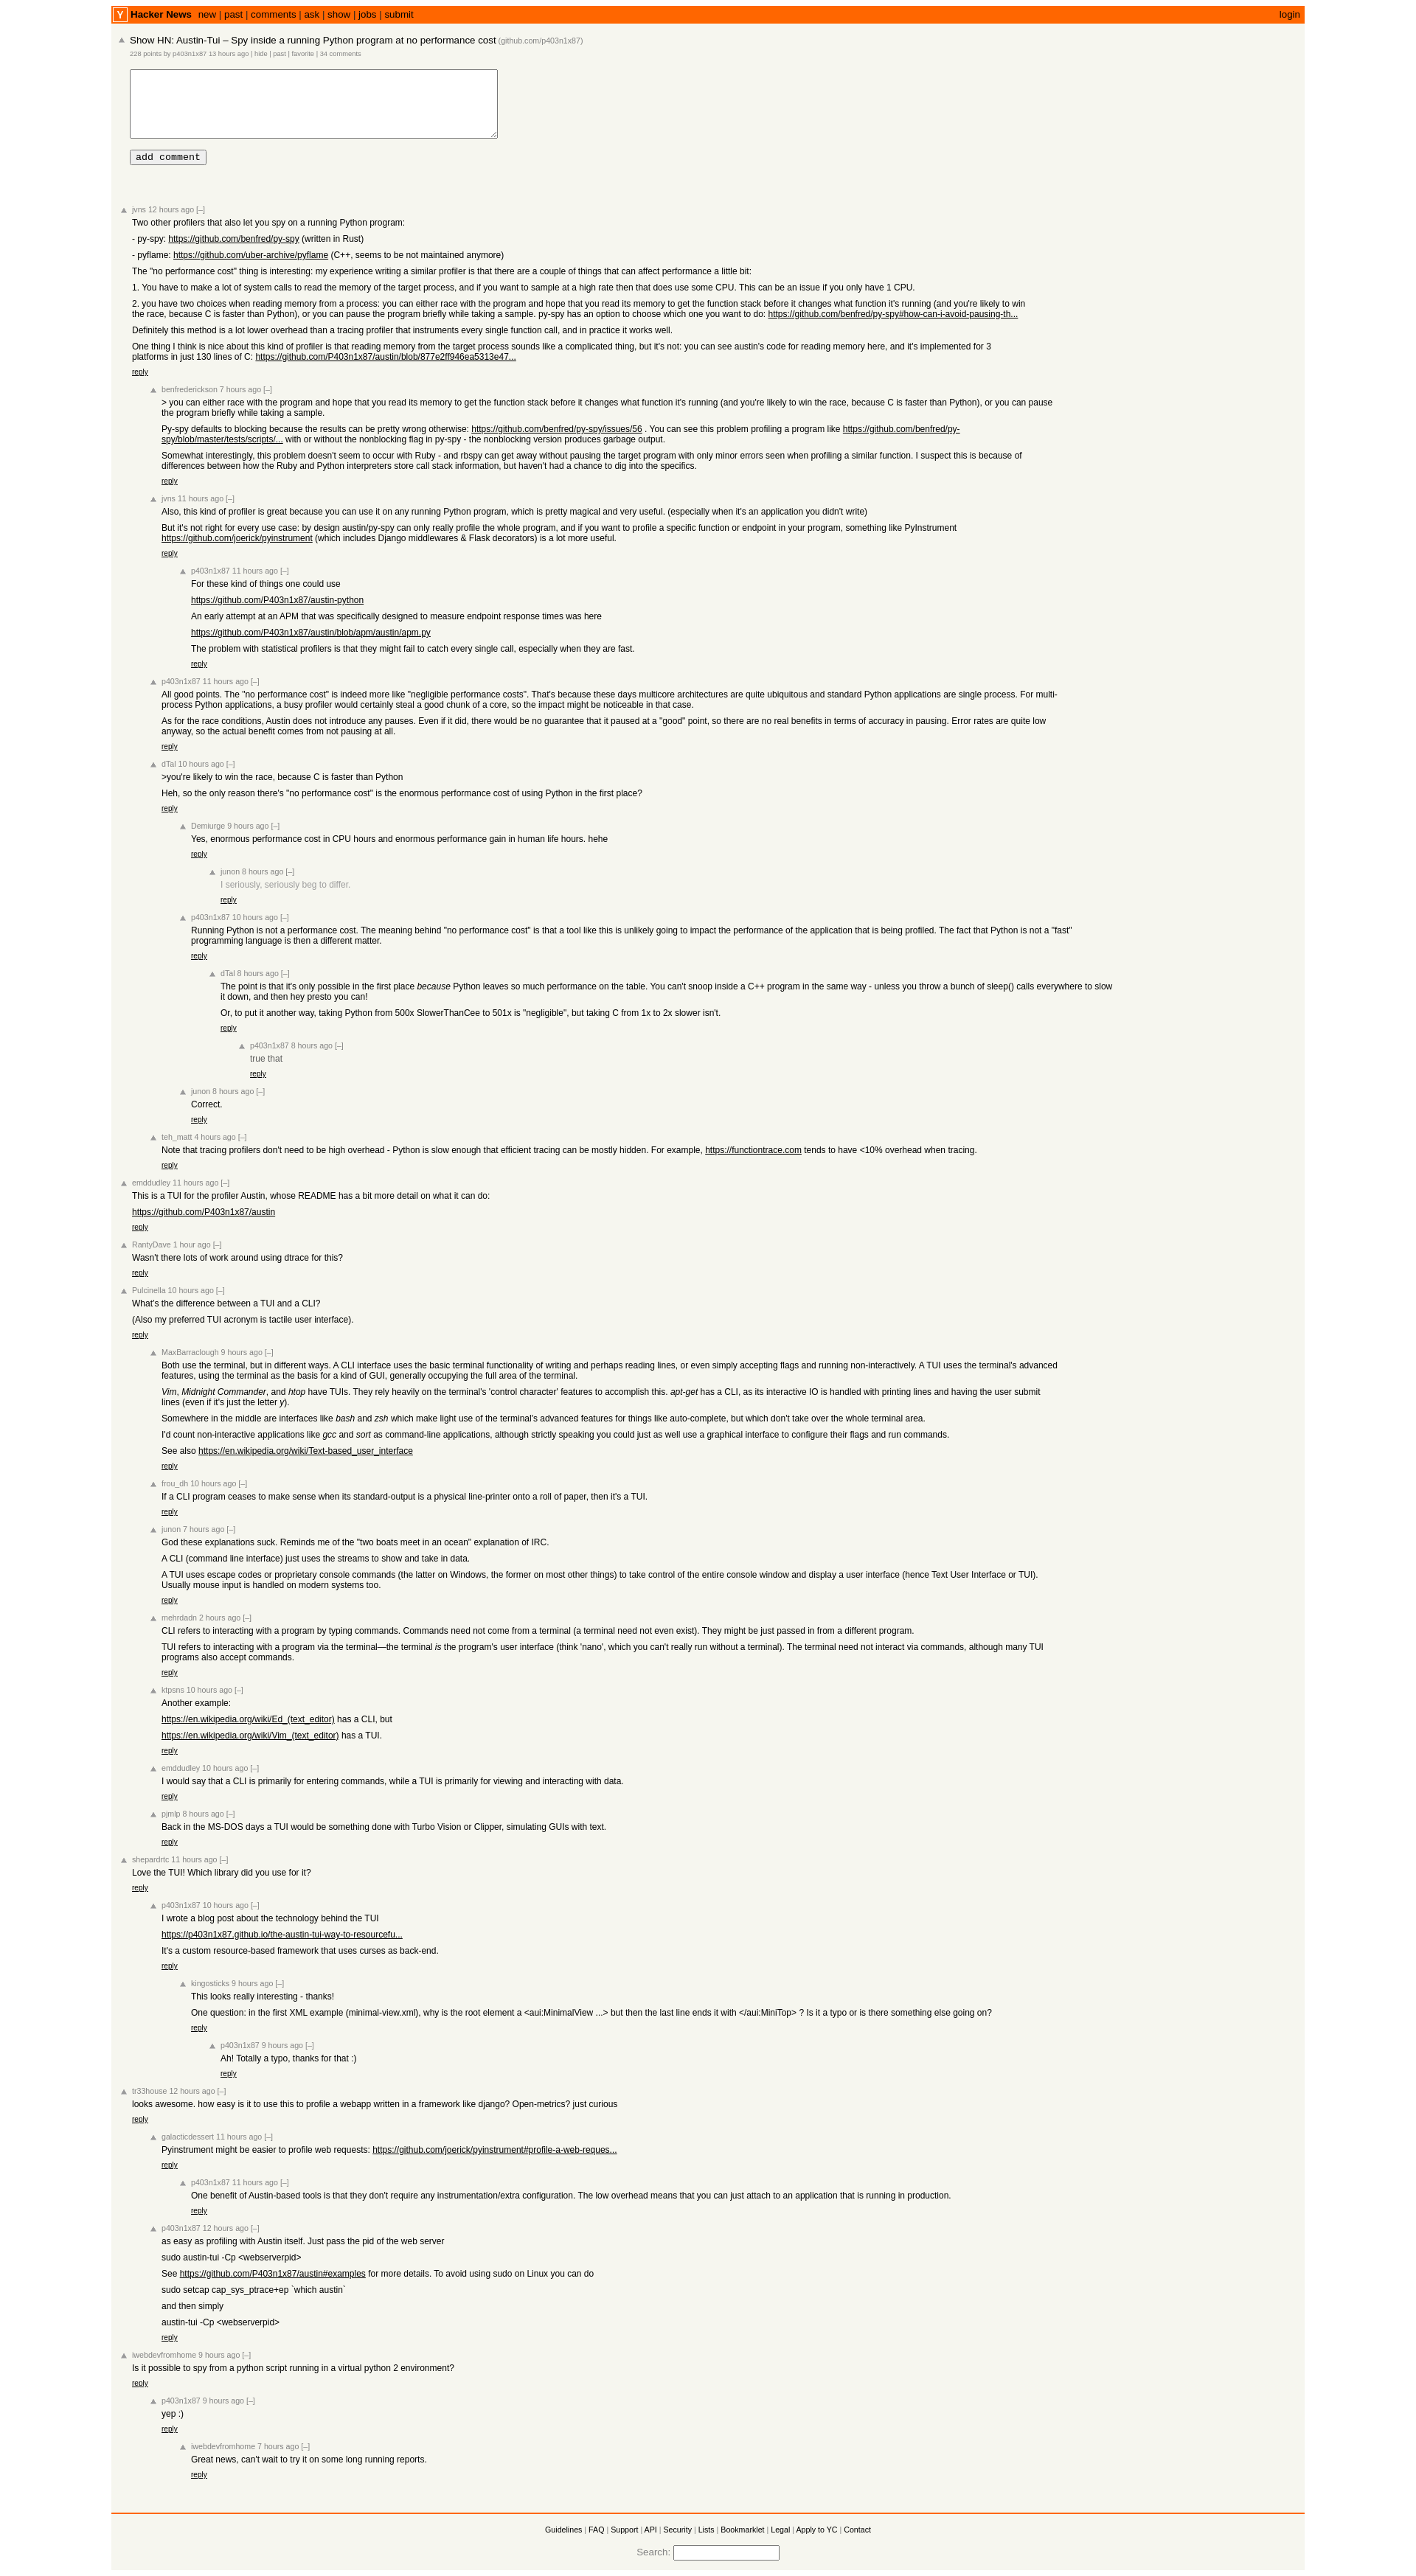 Y Hacker News new | past | comments | ask | show | jobs | submit login
Show HN: Austin-Tui – Spy inside a running Python program at no performance cost (github.com/p403n1x87)
228 points by p403n1x87 13 hours ago | hide | past | favorite | 34 comments
add comment
jvns 12 hours ago [–]
Two other profilers that also let you spy on a running Python program:
- py-spy: https://github.com/benfred/py-spy (written in Rust)
- pyflame: https://github.com/uber-archive/pyflame (C++, seems to be not maintained anymore)
The "no performance cost" thing is interesting: my experience writing a similar profiler is that there are a couple of things that can affect performance a little bit:
1. You have to make a lot of system calls to read the memory of the target process, and if you want to sample at a high rate then that does use some CPU. This can be an issue if you only have 1 CPU.
2. you have two choices when reading memory from a process: you can either race with the program and hope that you read its memory to get the function stack before it changes what function it's running (and you're likely to win
the race, because C is faster than Python), or you can pause the program briefly while taking a sample. py-spy has an option to choose which one you want to do: https://github.com/benfred/py-spy#how-can-i-avoid-pausing-th...
Definitely this method is a lot lower overhead than a tracing profiler that instruments every single function call, and in practice it works well.
One thing I think is nice about this kind of profiler is that reading memory from the target process sounds like a complicated thing, but it's not: you can see austin's code for reading memory here, and it's implemented for 3
platforms in just 130 lines of C: https://github.com/P403n1x87/austin/blob/877e2ff946ea5313e47...
reply
benfrederickson 7 hours ago [–]
> you can either race with the program and hope that you read its memory to get the function stack before it changes what function it's running (and you're likely to win the race, because C is faster than Python), or you can pause
the program briefly while taking a sample.
Py-spy defaults to blocking because the results can be pretty wrong otherwise: https://github.com/benfred/py-spy/issues/56 . You can see this problem profiling a program like https://github.com/benfred/py-
spy/blob/master/tests/scripts/... with or without the nonblocking flag in py-spy - the nonblocking version produces garbage output.
Somewhat interestingly, this problem doesn't seem to occur with Ruby - and rbspy can get away without pausing the target program with only minor errors seen when profiling a similar function. I suspect this is because of
differences between how the Ruby and Python interpreters store call stack information, but haven't had a chance to dig into the specifics.
reply
jvns 11 hours ago [–]
Also, this kind of profiler is great because you can use it on any running Python program, which is pretty magical and very useful. (especially when it's an application you didn't write)
But it's not right for every use case: by design austin/py-spy can only really profile the whole program, and if you want to profile a specific function or endpoint in your program, something like PyInstrument
https://github.com/joerick/pyinstrument (which includes Django middlewares & Flask decorators) is a lot more useful.
reply
p403n1x87 11 hours ago [–]
For these kind of things one could use
https://github.com/P403n1x87/austin-python
An early attempt at an APM that was specifically designed to measure endpoint response times was here
https://github.com/P403n1x87/austin/blob/apm/austin/apm.py
The problem with statistical profilers is that they might fail to catch every single call, especially when they are fast.
reply
p403n1x87 11 hours ago [–]
All good points. The "no performance cost" is indeed more like "negligible performance costs". That's because these days multicore architectures are quite ubiquitous and standard Python applications are single process. For multi-
process Python applications, a busy profiler would certainly steal a good chunk of a core, so the impact might be noticeable in that case.
As for the race conditions, Austin does not introduce any pauses. Even if it did, there would be no guarantee that it paused at a "good" point, so there are no real benefits in terms of accuracy in pausing. Error rates are quite low
anyway, so the actual benefit comes from not pausing at all.
reply
dTal 10 hours ago [–]
>you're likely to win the race, because C is faster than Python
Heh, so the only reason there's "no performance cost" is the enormous performance cost of using Python in the first place?
reply
Demiurge 9 hours ago [–]
Yes, enormous performance cost in CPU hours and enormous performance gain in human life hours. hehe
reply
junon 8 hours ago [–]
I seriously, seriously beg to differ.
reply
p403n1x87 10 hours ago [–]
Running Python is not a performance cost. The meaning behind "no performance cost" is that a tool like this is unlikely going to impact the performance of the application that is being profiled. The fact that Python is not a "fast"
programming language is then a different matter.
reply
dTal 8 hours ago [–]
The point is that it's only possible in the first place because Python leaves so much performance on the table. You can't snoop inside a C++ program in the same way - unless you throw a bunch of sleep() calls everywhere to slow
it down, and then hey presto you can!
Or, to put it another way, taking Python from 500x SlowerThanCee to 501x is "negligible", but taking C from 1x to 2x slower isn't.
reply
p403n1x87 8 hours ago [–]
true that
reply
junon 8 hours ago [–]
Correct.
reply
teh_matt 4 hours ago [–]
Note that tracing profilers don't need to be high overhead - Python is slow enough that efficient tracing can be mostly hidden. For example, https://functiontrace.com tends to have <10% overhead when tracing.
reply
emddudley 11 hours ago [–]
This is a TUI for the profiler Austin, whose README has a bit more detail on what it can do:
https://github.com/P403n1x87/austin
reply
RantyDave 1 hour ago [–]
Wasn't there lots of work around using dtrace for this?
reply
Pulcinella 10 hours ago [–]
What's the difference between a TUI and a CLI?
(Also my preferred TUI acronym is tactile user interface).
reply
MaxBarraclough 9 hours ago [–]
Both use the terminal, but in different ways. A CLI interface uses the basic terminal functionality of writing and perhaps reading lines, or even simply accepting flags and running non-interactively. A TUI uses the terminal's advanced
features, using the terminal as the basis for a kind of GUI, generally occupying the full area of the terminal.
Vim, Midnight Commander, and htop have TUIs. They rely heavily on the terminal's 'control character' features to accomplish this. apt-get has a CLI, as its interactive IO is handled with printing lines and having the user submit
lines (even if it's just the letter y).
Somewhere in the middle are interfaces like bash and zsh which make light use of the terminal's advanced features for things like auto-complete, but which don't take over the whole terminal area.
I'd count non-interactive applications like gcc and sort as command-line applications, although strictly speaking you could just as well use a graphical interface to configure their flags and run commands.
See also https://en.wikipedia.org/wiki/Text-based_user_interface
reply
frou_dh 10 hours ago [–]
If a CLI program ceases to make sense when its standard-output is a physical line-printer onto a roll of paper, then it's a TUI.
reply
junon 7 hours ago [–]
God these explanations suck. Reminds me of the "two boats meet in an ocean" explanation of IRC.
A CLI (command line interface) just uses the streams to show and take in data.
A TUI uses escape codes or proprietary console commands (the latter on Windows, the former on most other things) to take control of the entire console window and display a user interface (hence Text User Interface or TUI).
Usually mouse input is handled on modern systems too.
reply
mehrdadn 2 hours ago [–]
CLI refers to interacting with a program by typing commands. Commands need not come from a terminal (a terminal need not even exist). They might be just passed in from a different program.
TUI refers to interacting with a program via the terminal—the terminal is the program's user interface (think 'nano', which you can't really run without a terminal). The terminal need not interact via commands, although many TUI
programs also accept commands.
reply
ktpsns 10 hours ago [–]
Another example:
https://en.wikipedia.org/wiki/Ed_(text_editor) has a CLI, but
https://en.wikipedia.org/wiki/Vim_(text_editor) has a TUI.
reply
emddudley 10 hours ago [–]
I would say that a CLI is primarily for entering commands, while a TUI is primarily for viewing and interacting with data.
reply
pjmlp 8 hours ago [–]
Back in the MS-DOS days a TUI would be something done with Turbo Vision or Clipper, simulating GUIs with text.
reply
shepardrtc 11 hours ago [–]
Love the TUI! Which library did you use for it?
reply
p403n1x87 10 hours ago [–]
I wrote a blog post about the technology behind the TUI
https://p403n1x87.github.io/the-austin-tui-way-to-resourcefu...
It's a custom resource-based framework that uses curses as back-end.
reply
kingosticks 9 hours ago [–]
This looks really interesting - thanks!
One question: in the first XML example (minimal-view.xml), why is the root element a <aui:MinimalView ...> but then the last line ends it with </aui:MiniTop> ? Is it a typo or is there something else going on?
reply
p403n1x87 9 hours ago [–]
Ah! Totally a typo, thanks for that :)
reply
tr33house 12 hours ago [–]
looks awesome. how easy is it to use this to profile a webapp written in a framework like django? Open-metrics? just curious
reply
galacticdessert 11 hours ago [–]
Pyinstrument might be easier to profile web requests: https://github.com/joerick/pyinstrument#profile-a-web-reques...
reply
p403n1x87 11 hours ago [–]
One benefit of Austin-based tools is that they don't require any instrumentation/extra configuration. The low overhead means that you can just attach to an application that is running in production.
reply
p403n1x87 12 hours ago [–]
as easy as profiling with Austin itself. Just pass the pid of the web server
sudo austin-tui -Cp <webserverpid>
See https://github.com/P403n1x87/austin#examples for more details. To avoid using sudo on Linux you can do
sudo setcap cap_sys_ptrace+ep `which austin`
and then simply
austin-tui -Cp <webserverpid>
reply
iwebdevfromhome 9 hours ago [–]
Is it possible to spy from a python script running in a virtual python 2 environment?
reply
p403n1x87 9 hours ago [–]
yep :)
reply
iwebdevfromhome 7 hours ago [–]
Great news, can't wait to try it on some long running reports.
reply
Guidelines | FAQ | Support | API | Security | Lists | Bookmarklet | Legal | Apply to YC | Contact
Search: